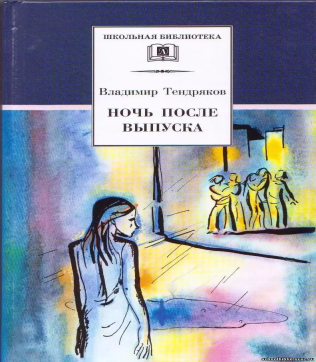 ШКОЛЬНАЯ БИБЛИОТЕКА
Владимир Тендряков
НОЧЬ ПОСЛЕ
ВЫПУСКА